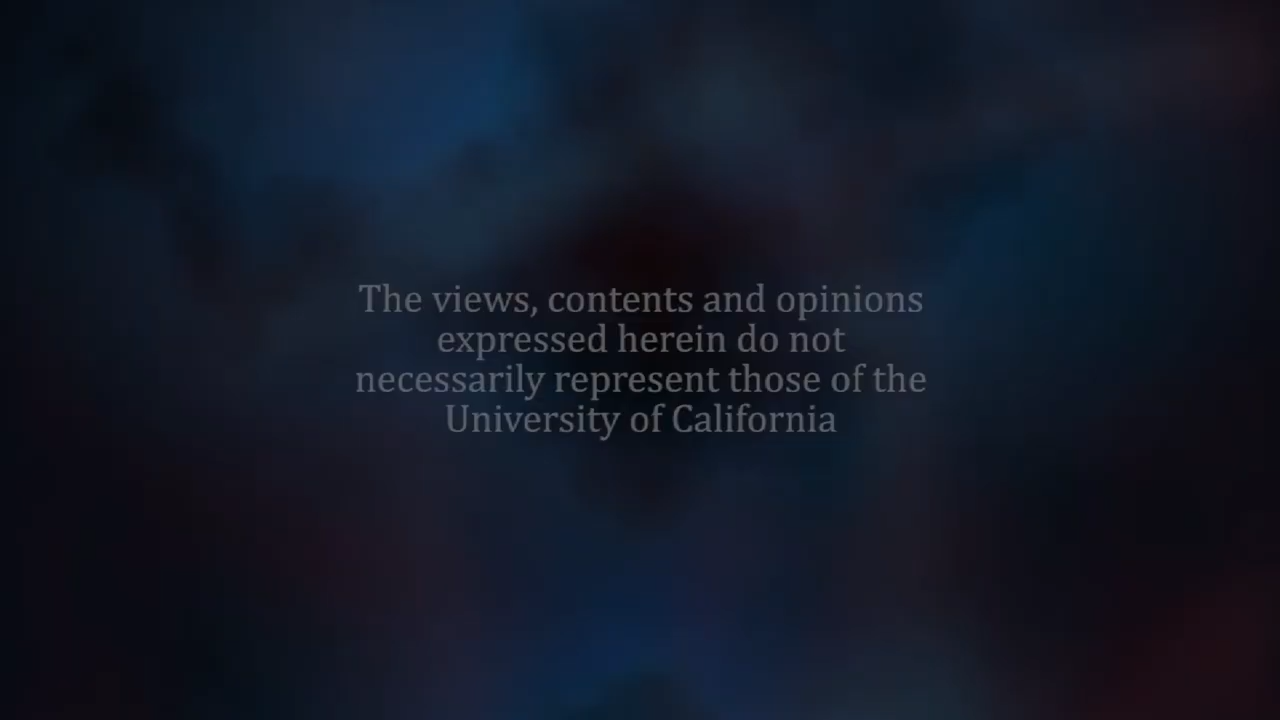 The views, contents and opinions
expressed herein do not
necessarily represent those of the
University of California